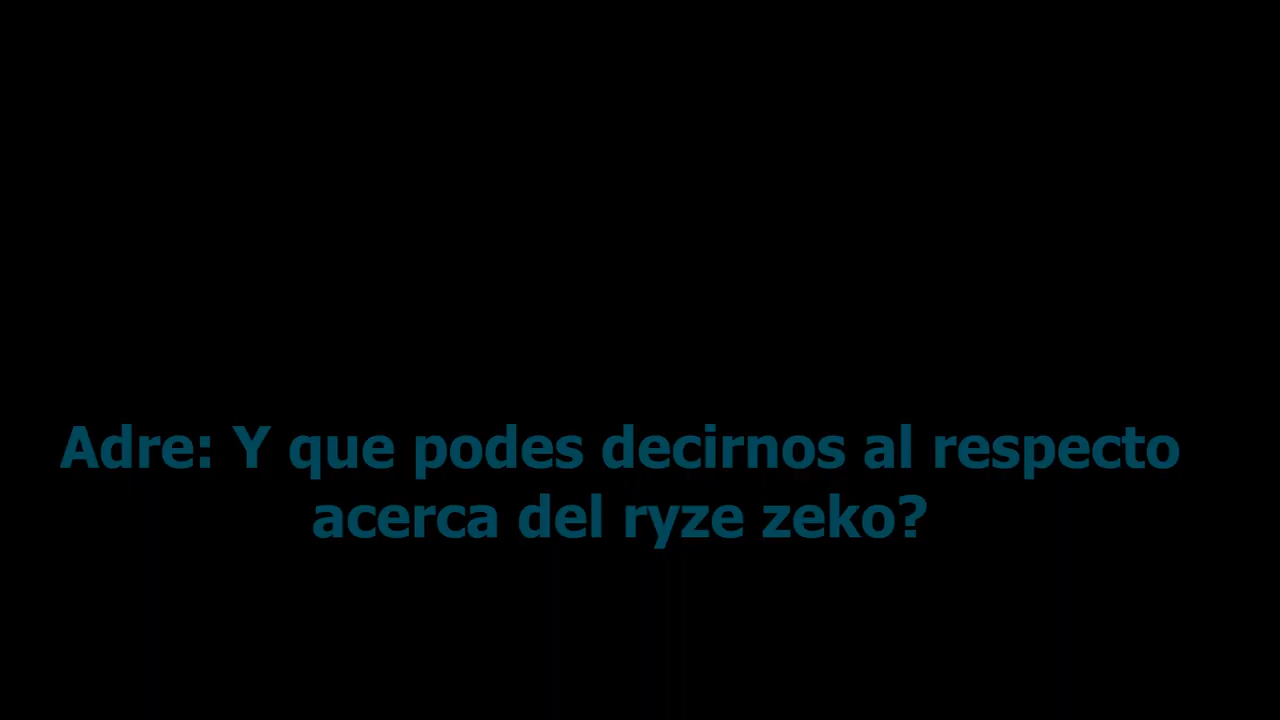 Adre: Y que podes decirnos al respecto
acerca del ryze zeko?